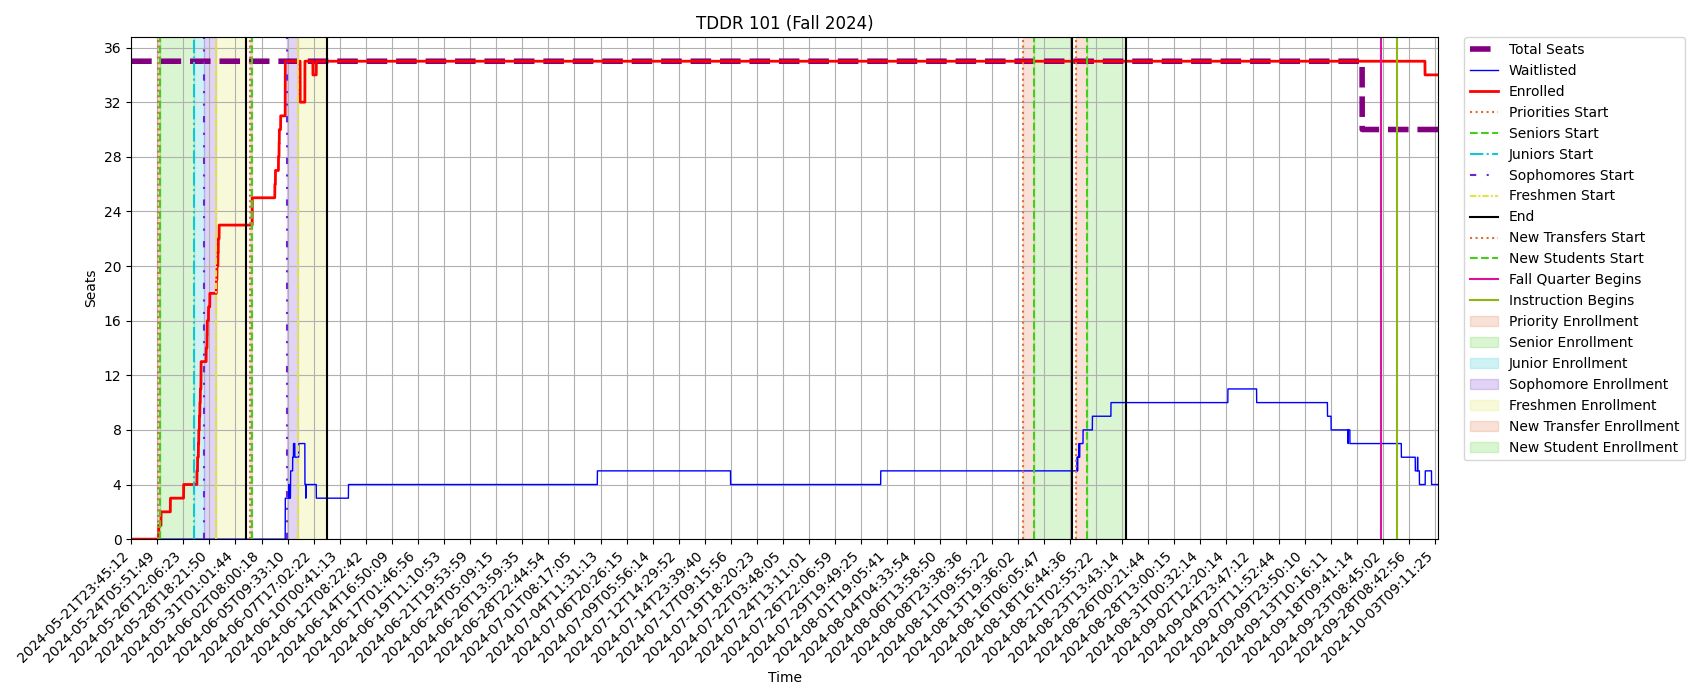 TDDR 101 (Fall 2024)
Seats
36
32
28
24
20
16
12
8
4
0
2024-05-21T23:45:12
2024-05-24T05:51:49
2024-05-26T12:06:23
2024-05-28T18:21:50
2024-05-31T01:01:44
2024-06-02T08:00:18
2024-06-05T09:33:10
2024-06-07T17:02:22
2024-06-10T00:41:13
2024-06-12T08:22:42
2024-06-14T16:50:09
2024-06-17T01:46:56
2024-06-19T11:10:53
2024-06-21T19:53:59
2024-06-24T05:09:15
2024-06-26T13:59:35
2024-06-28T22:44:54
2024-07-01T08:17:05
2024-07-04T11:31:13
2024-07-06T20:26:15
2024-07-09T05:56:14
2024-07-12T14:29:52
2024-07-14T23:39:40
2024-07-17T09:15:56
2024-07-19T18:20:23
2024-07-22T03:48:05
2024-07-24T13:11:01
2024-07-26T22:06:59
2024-07-29T19:49:25
2024-08-01T19:05:41
2024-08-04T04:33:54
2024-08-06T13:58:50
2024-08-08T23:38:36
2024-08-11T09:55:22
2024-08-13T19:36:02
2024-08-16T06:05:47
2024-08-18T16:44:36
2024-08-21T02:55:22
2024-08-23T13:43:14
2024-08-26T00:21:44
2024-08-28T13:00:15
2024-08-31T00:32:14
2024-09-02T12:20:14
2024-09-04T23:47:12
2024-09-07T11:52:44
2024-09-09T23:50:10
2024-09-13T10:16:11
2024-09-18T09:41:14
2024-09-23T08:45:02
2024-09-28T08:42:56
2024-10-03T09:11:25
Time
Total Seats
Waitlisted
Enrolled
Priorities Start
Seniors Start
Juniors Start
Sophomores Start
Freshmen Start
End
New Transfers Start
New Students Start
Fall Quarter Begins
Instruction Begins
Priority Enrollment
Senior Enrollment
Junior Enrollment
Sophomore Enrollment
Freshmen Enrollment
New Transfer Enrollment
New Student Enrollment